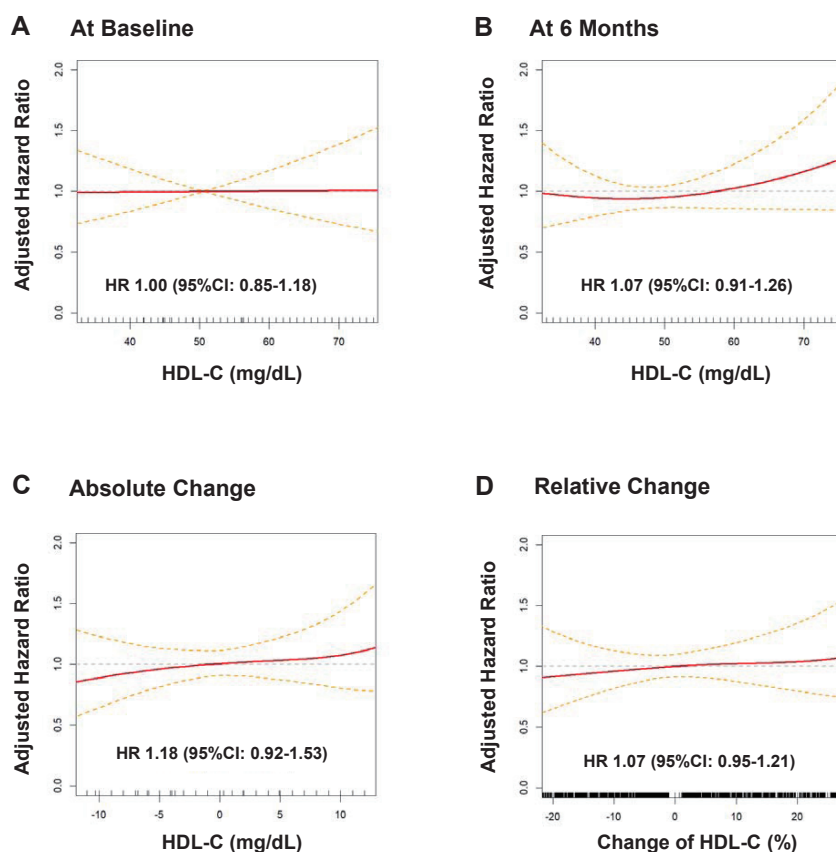 A At Baseline
Adjusted Hazard Ratio
2.0
1.5
1.0
0.5
0.0
HR 1.00 (95%CI: 0.85-1.18)
40 50 60 70
HDL-C (mg/dL)
B At 6 Months
Adjusted Hazard Ratio
2.0
1.5
1.0
0.5
0.0
HR 1.07 (95%CI: 0.91-1.26)
40 50 60 70
HDL-C (mg/dL)
C Absolute Change
Adjusted Hazard Ratio
2.0
1.5
1.0
0.5
0.0
HR 1.18 (95%CI: 0.92-1.53)
-10 -5 0 5 10
HDL-C (mg/dL)
D Relative Change
Adjusted Hazard Ratio
2.0
1.5
1.0
0.5
0.0
HR 1.07 (95%CI: 0.95-1.21)
-20 -10 0 10 20
Change of HDL-C (%)